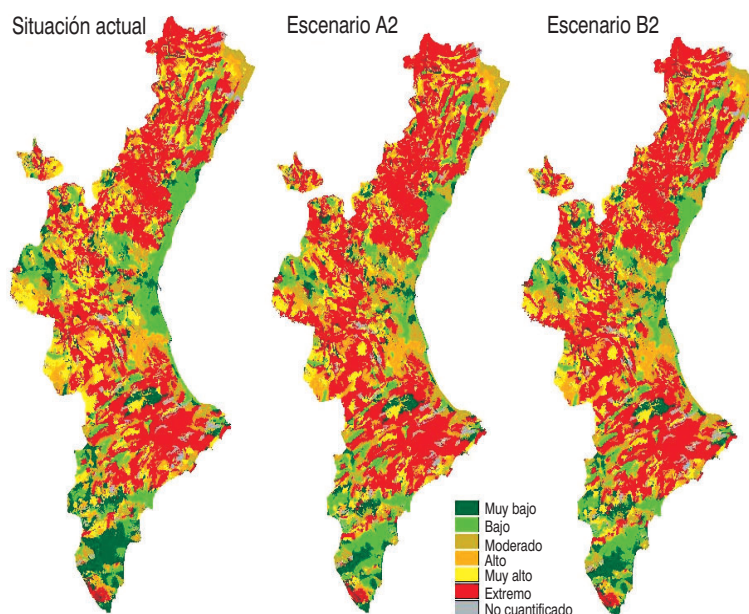 Situación actual
Escenario A2
Escenario B2
Muy bajo
Bajo
Moderado
Alto
Muy alto
Extremo
No cuantificado